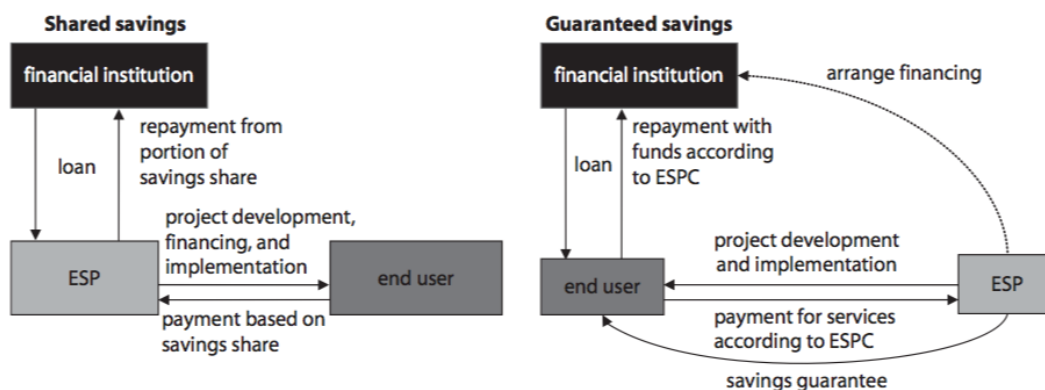 Shared savings
financial institution
loan
repayment from
portion of
savings share
project development,
financing, and
implementation
ESP
end user
payment based on
savings share
Guaranteed savings
financial institution
arrange financing
loan
repayment with
funds according
to ESPC
project development
and implementation
end user
ESP
payment for services
according to ESPC
savings guarantee